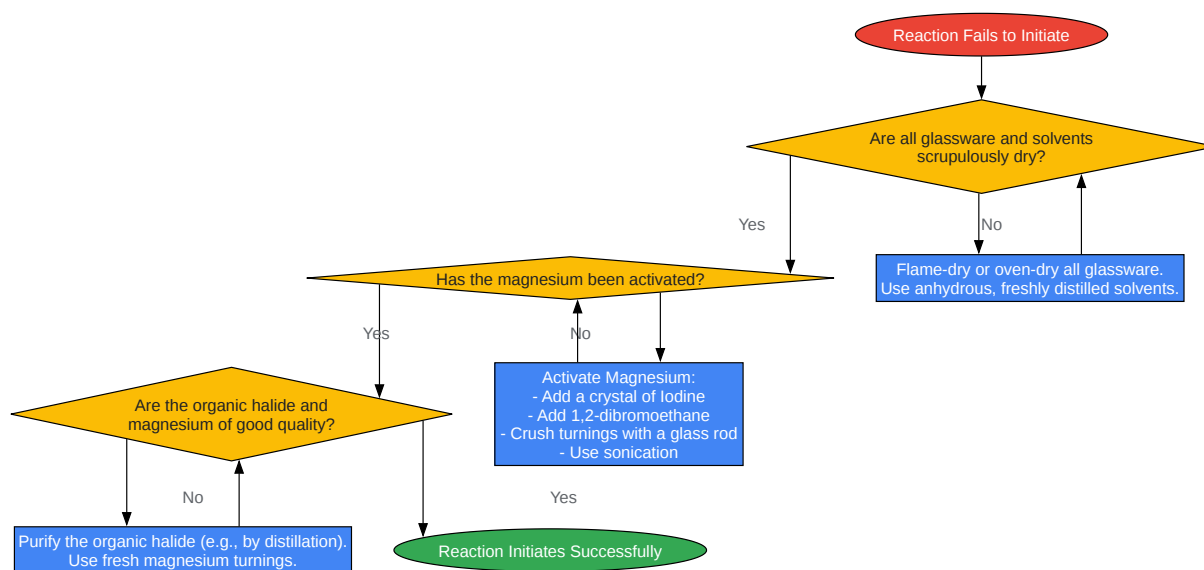 Reaction Fails to Initiate
Are all glassware and solvents
scrupulously dry?
Yes
No
Flame-dry or oven-dry all glassware.
Use anhydrous, freshly distilled solvents.
Has the magnesium been activated?
Yes
No
Activate Magnesium:
- Add a crystal of Iodine
- Add 1,2-dibromoethane
- Crush turnings with a glass rod
- Use sonication
Are the organic halide and
magnesium of good quality?
No
Yes
Purify the organic halide (e.g., by distillation).
Use fresh magnesium turnings.
Reaction Initiates Successfully